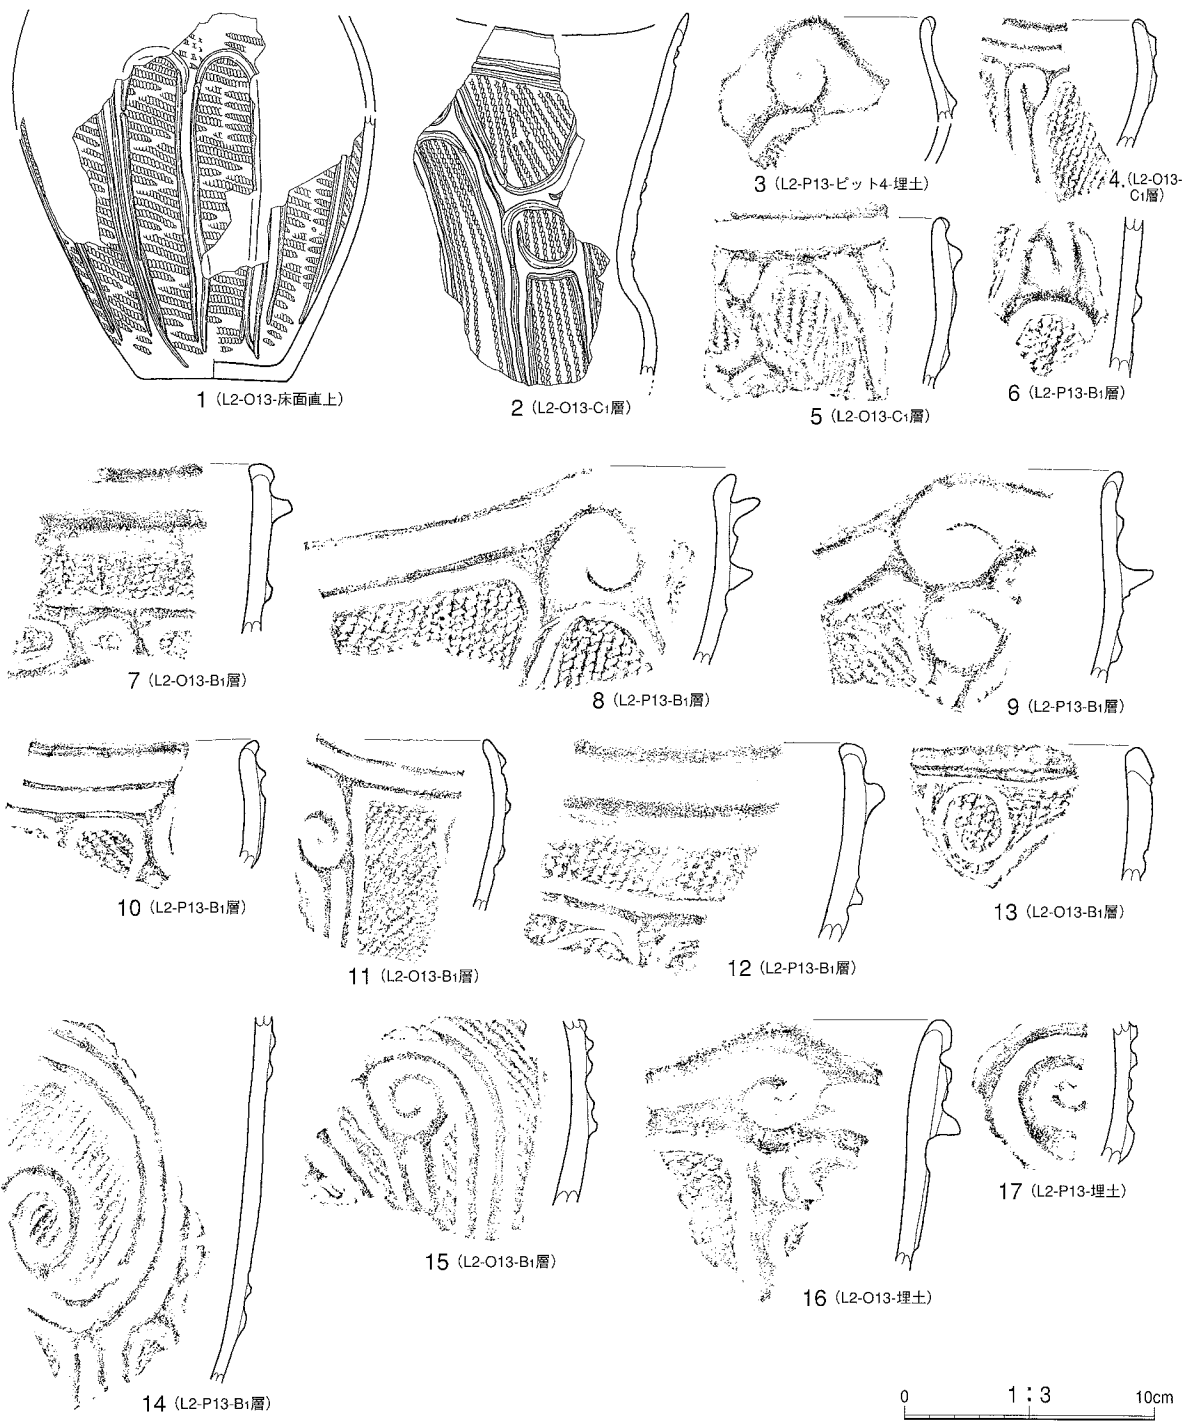 1 (L2-O13-床面直上)
2 (L2-O13-C1層)
3 (L2-P13-ピット4-埋土)
4. (L2-O13-
C1層)
5 (L2-O13-C1層)
6 (L2-P13-B1層)
7 (L2-O13-B1層)
8 (L2-P13-B1層)
9 (L2-P13-B1層)
10 (L2-P13-B1層)
11 (L2-O13-B1層)
12 (L2-P13-B1層)
13 (L2-O13-B1層)
14 (L2-P13-B1層)
15 (L2-O13-B1層)
16 (L2-O13-埋土)
17 (L2-P13-埋土)
0 1:3 10cm